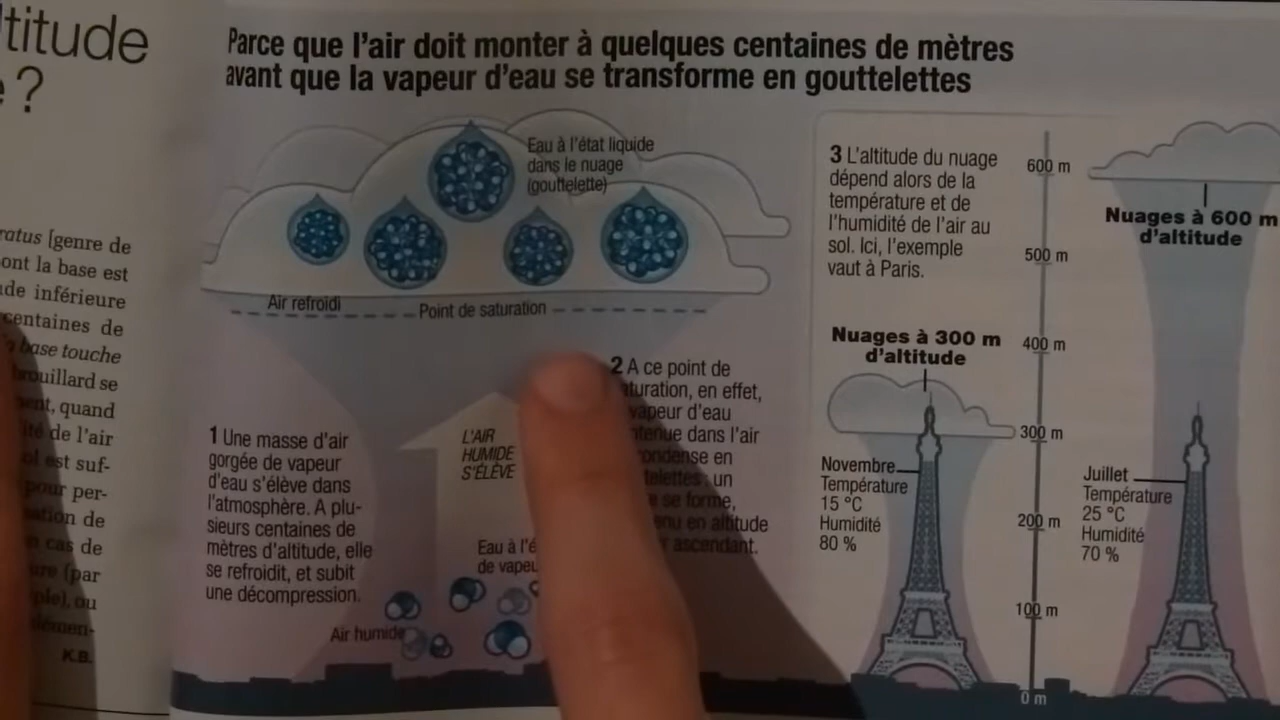 titude
?
Parce que l'air doit monter à quelques centaines de mètres
avant que la vapeur d'eau se transforme en gouttelettes
ratus [genre de
ont la base est
de inférieure
centaines de
base touche
brouillard se
quand
de l'air
est suf-
pour per-
de
cas de
(par
ou
K.B.
Eau à l'état liquide
dans le nuage
(gouttelette)
Air refroidi
Point de saturation
1 Une masse d'air
gorgée de vapeur
d'eau s'élève dans
l'atmosphère. A plu-
sieurs centaines de
mètres d'altitude, elle
se refroidit, et subit
une décompression.
L'AIR
HUMIDE
S'ÉLÈVE
Eau à l'é
de vapeu
Air humide
2 A ce point de
turation, en effet,
vapeur d'eau
tenue dans l'air
ondense en
telettes : un
se forme,
enu en altitude
ascendant.
3 L'altitude du nuage
dépend alors de la
température et de
l'humidité de l'air au
sol. Ici, l'exemple
vaut à Paris.
Nuages à 300 m
d'altitude
Novembre
Température
15 °C
Humidité
80 %
600 m
500 m
400 m
300 m
200 m
100 m
0 m
Nuages à 600 m
d'altitude
Juillet
Température
25 °C
Humidité
70 %